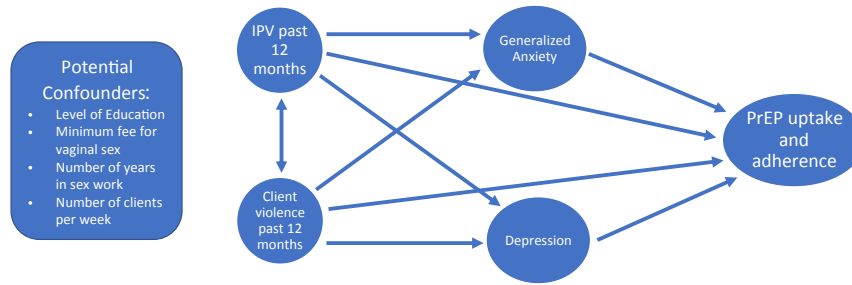 Potential
Confounders:
• Level of Education
• Minimum fee for
vaginal sex
• Number of years
in sex work
• Number of clients
per week
IPV past
12
months
Client
violence
past 12
months
Generalized
Anxiety
Depression
PrEP uptake
and
adherence